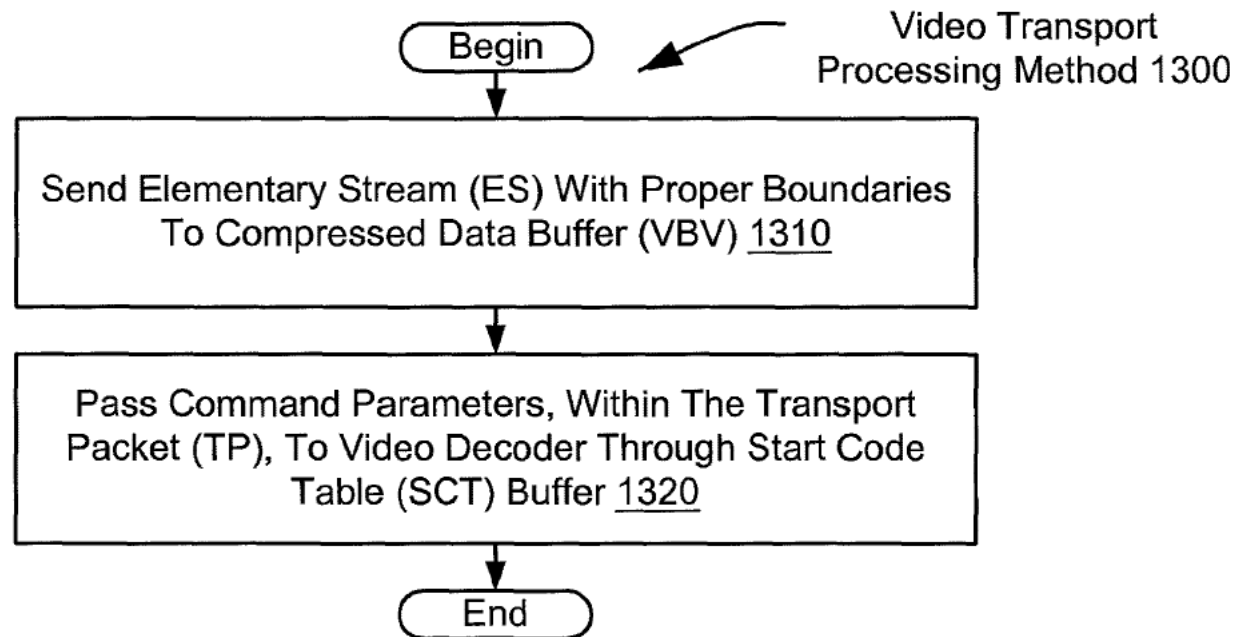 Begin
Video Transport
Processing Method 1300
Send Elementary Stream (ES) With Proper Boundaries
To Compressed Data Buffer (VBV) 1310
Pass Command Parameters, Within The Transport
Packet (TP), To Video Decoder Through Start Code
Table (SCT) Buffer 1320
End